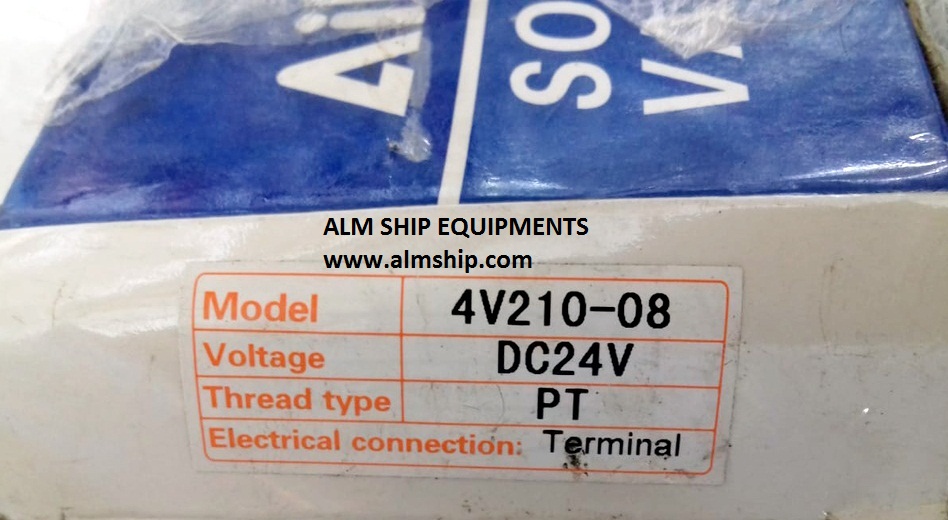 ALM SHIP EQUIPMENTS
www.almship.com
Model 4V210-08
Voltage DC24V
Thread type PT
Electrical connection: Terminal